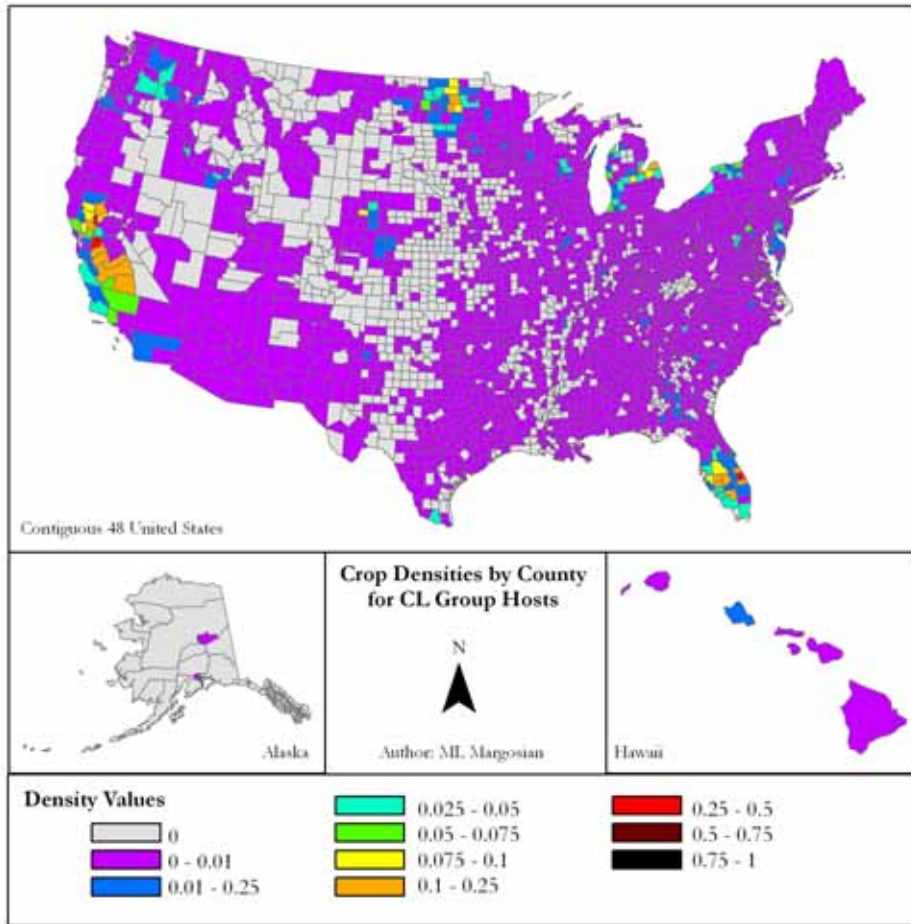 Contiguous 48 United States
Crop Densities by County
for CL Group Hosts
N
Alaska
Author: ML Margosian
Hawaii
Density Values
0
0 - 0.01
0.01 - 0.25
0.025 - 0.05
0.05 - 0.075
0.075 - 0.1
0.1 - 0.25
0.25 - 0.5
0.5 - 0.75
0.75 - 1